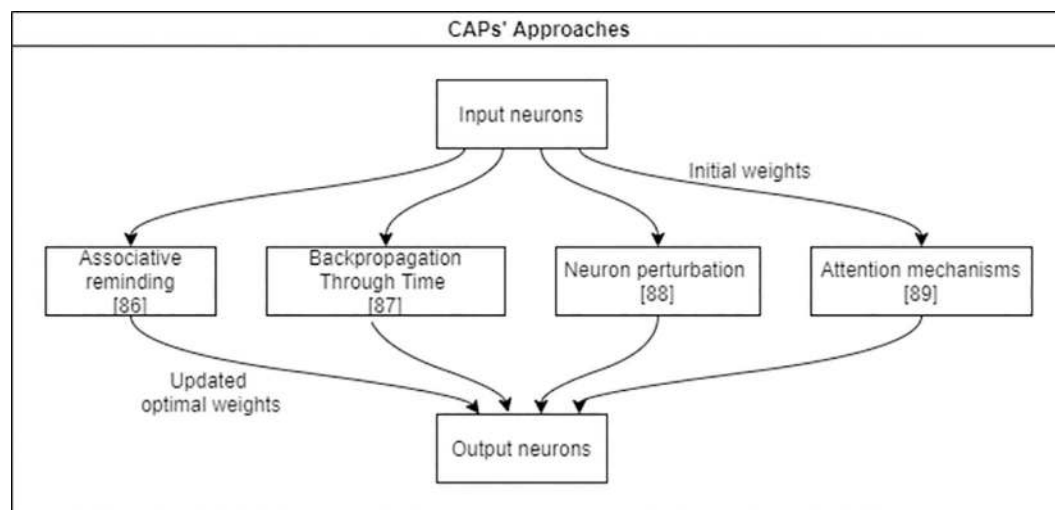 CAPs' Approaches
Input neurons
Initial weights
Associative
reminding
[86]
Backpropagation
Through Time
[87]
Neuron perturbation
[88]
Attention mechanisms
[89]
Updated
optimal weights
Output neurons